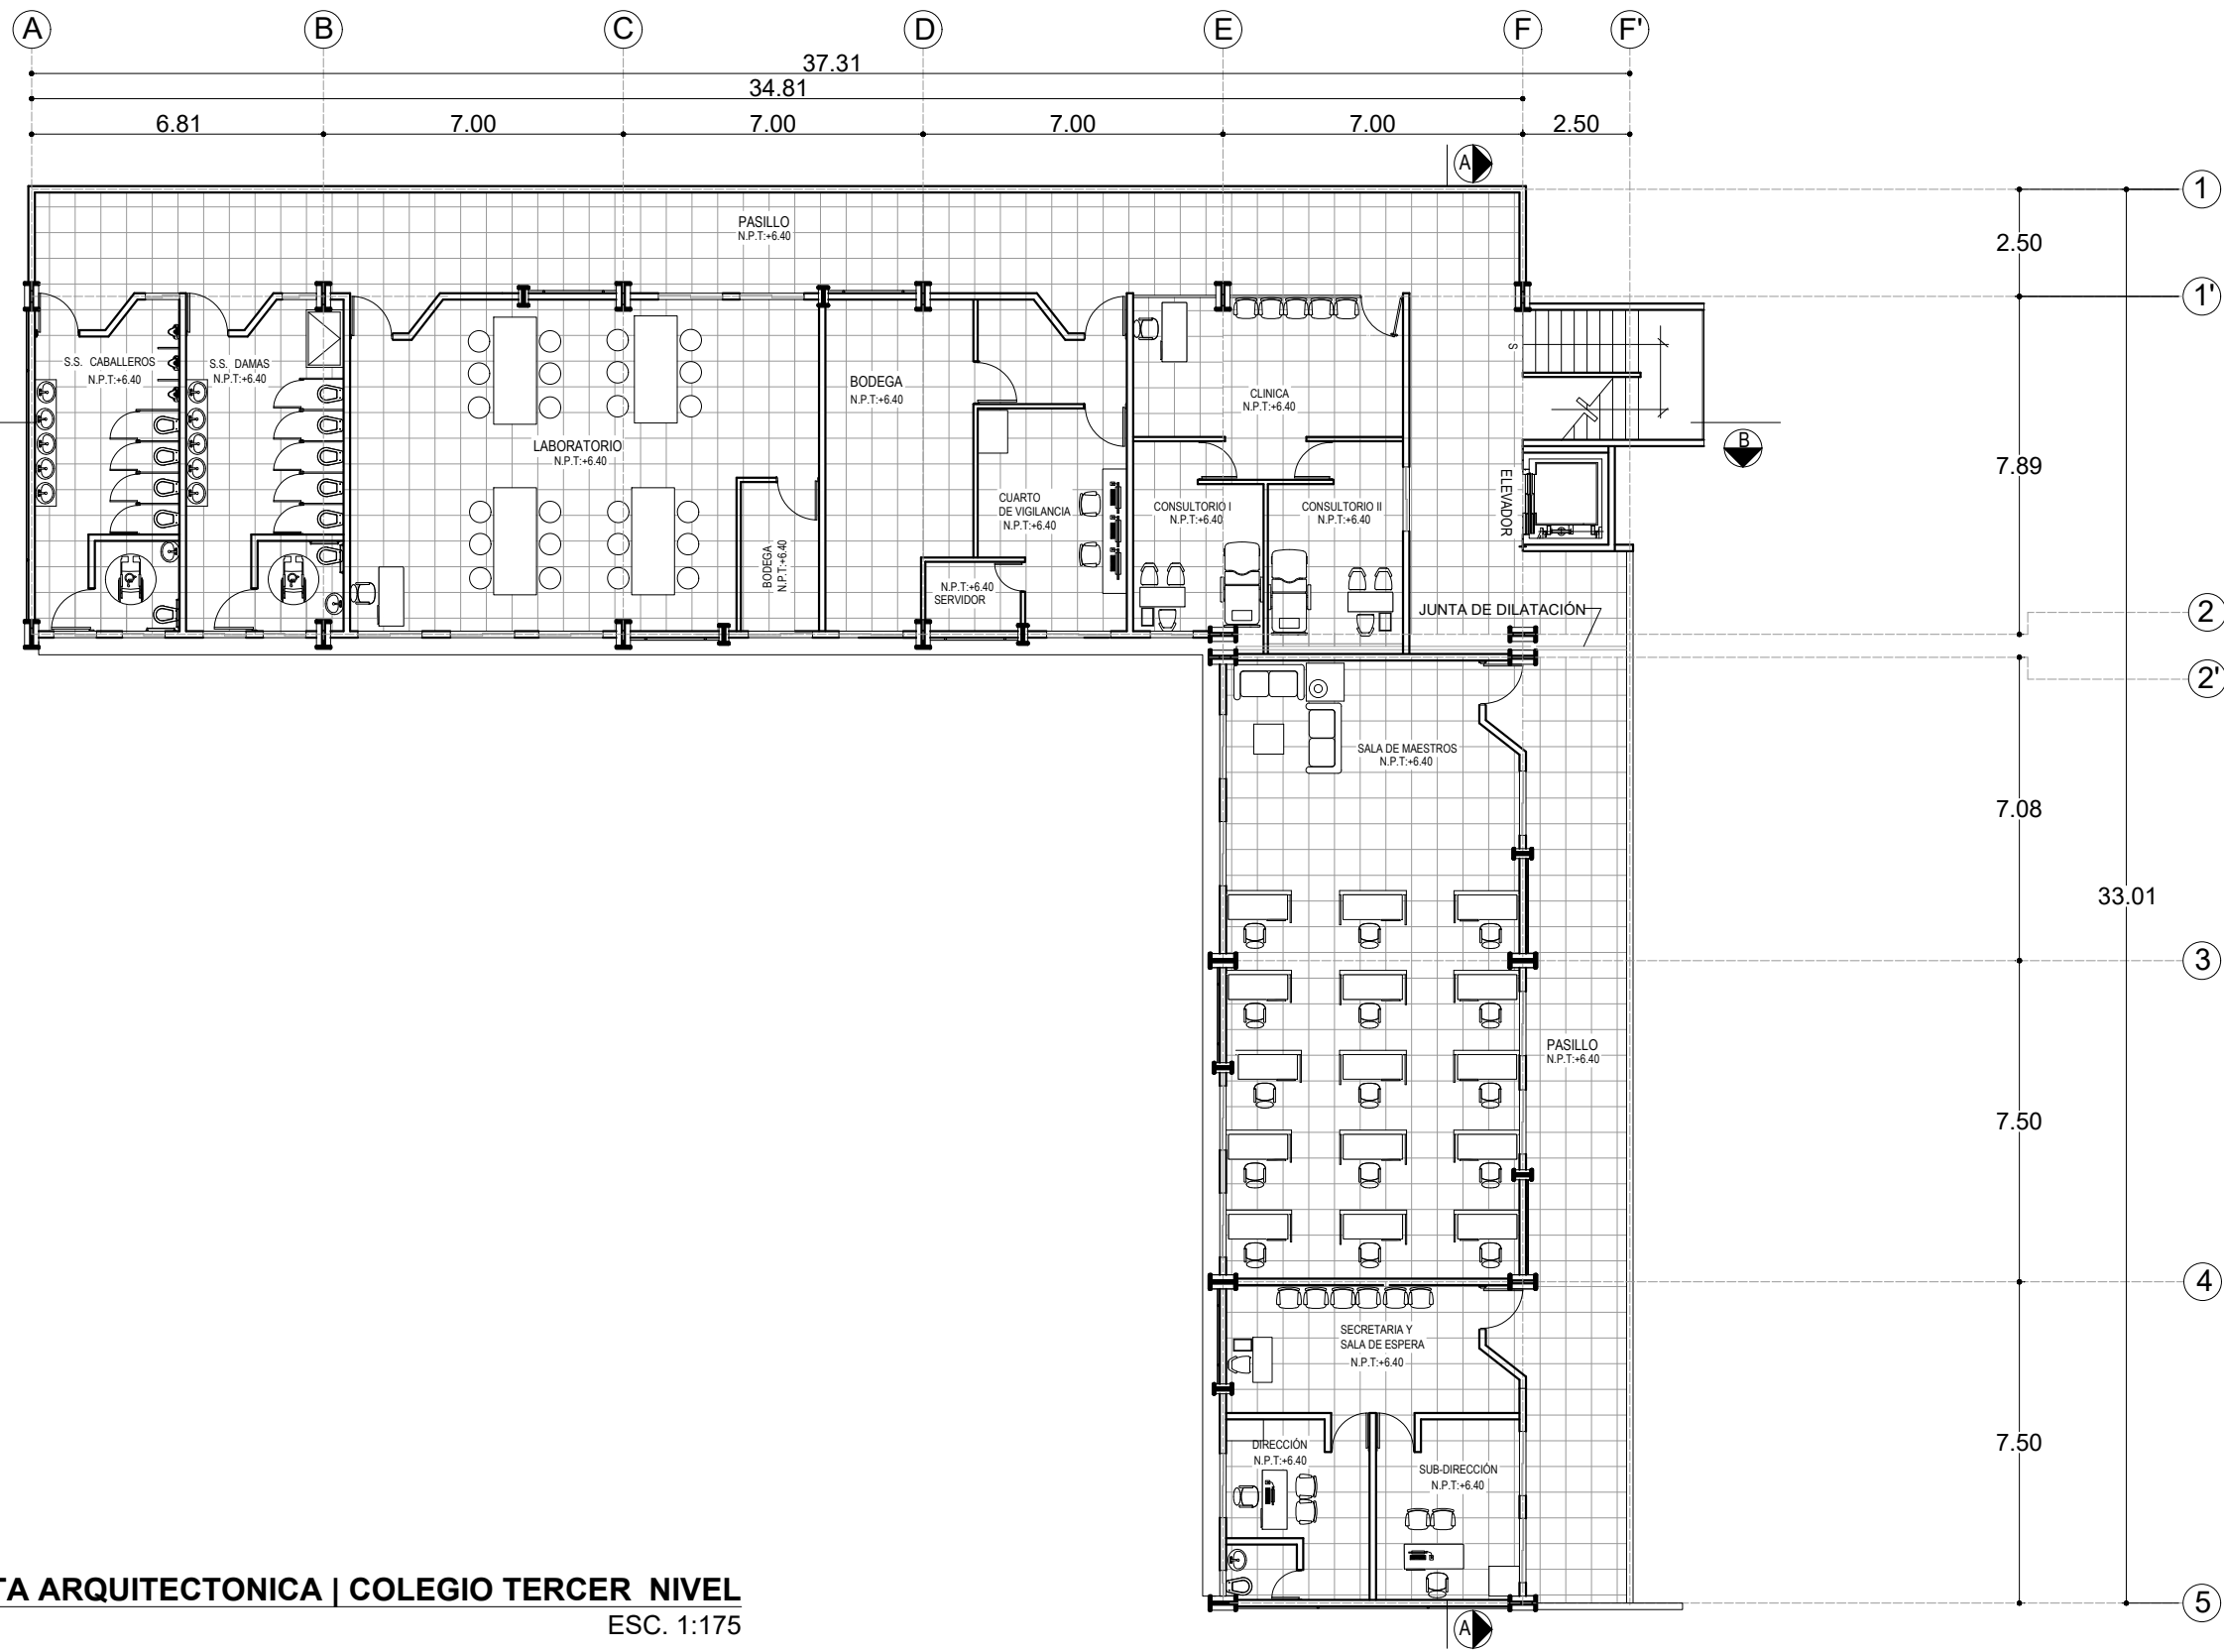 A B C D E F F'
37.31
34.81
6.81 7.00 7.00 7.00 7.00 2.50
A
1
PASILLO
N.P.T:+6.40
2.50
1'
S
S.S. CABALLEROS
N.P.T:+6.40
S.S. DAMAS
N.P.T:+6.40
BODEGA
N.P.T:+6.40
CLINICA
N.P.T:+6.40
LABORATORIO
N.P.T:+6.40
B
7.89
ELEVADOR
CUARTO
DE VIGILANCIA
N.P.T:+6.40
CONSULTORIO I
N.P.T:+6.40
CONSULTORIO II
N.P.T:+6.40
BODEGA
N.P.T:+6.40
N.P.T:+6.40
SERVIDOR
JUNTA DE DILATACIÓN
2
2'
SALA DE MAESTROS
N.P.T:+6.40
7.08
33.01
3
PASILLO
N.P.T:+6.40
7.50
4
SECRETARIA Y
SALA DE ESPERA
N.P.T:+6.40
7.50
DIRECCIÓN
N.P.T:+6.40
SUB-DIRECCIÓN
N.P.T:+6.40
TA ARQUITECTONICA | COLEGIO TERCER NIVEL
ESC. 1:175
A
5